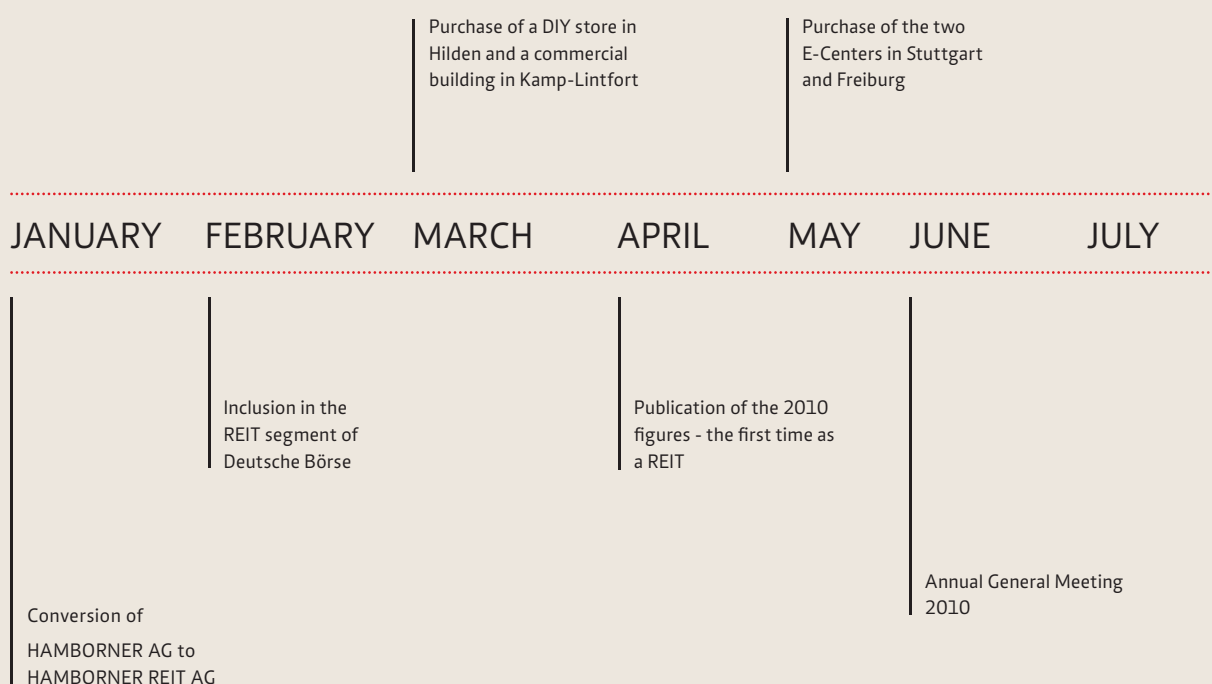 Purchase of a DIY store in
Hilden and a commercial
building in Kamp-Lintfort
Purchase of the two
E-Centers in Stuttgart
and Freiburg
JANUARY FEBRUARY MARCH APRIL MAY JUNE JULY
Inclusion in the
REIT segment of
Deutsche Börse
Publication of the 2010
figures - the first time as
a REIT
Annual General Meeting
2010
Conversion of
HAMBORNER AG to
HAMBORNER REIT AG